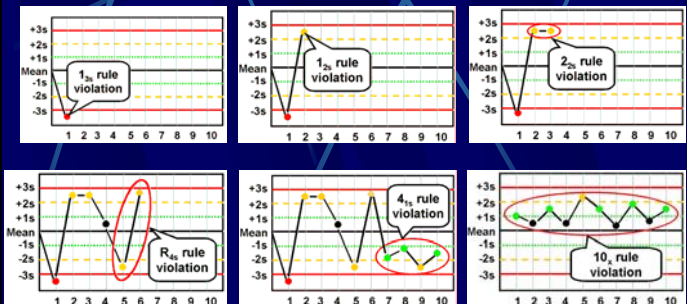 +3s
+2s
+1s
Mean
-1s
-2s
-3s
1₃ₛ rule
violation
1 2 3 4 5 6 7 8 9 10
+3s
+2s
+1s
Mean
-1s
-2s
-3s
1₂ₛ rule
violation
1 2 3 4 5 6 7 8 9 10
+3s
+2s
+1s
Mean
-1s
-2s
-3s
2₂ₛ rule
violation
1 2 3 4 5 6 7 8 9 10
+3s
+2s
+1s
Mean
-1s
-2s
-3s
R₄ₛ rule
violation
1 2 3 4 5 6 7 8 9 10
+3s
+2s
+1s
Mean
-1s
-2s
-3s
4₁ₛ rule
violation
1 2 3 4 5 6 7 8 9 10
+3s
+2s
+1s
Mean
-1s
-2s
-3s
10ₓ rule
violation
1 2 3 4 5 6 7 8 9 10